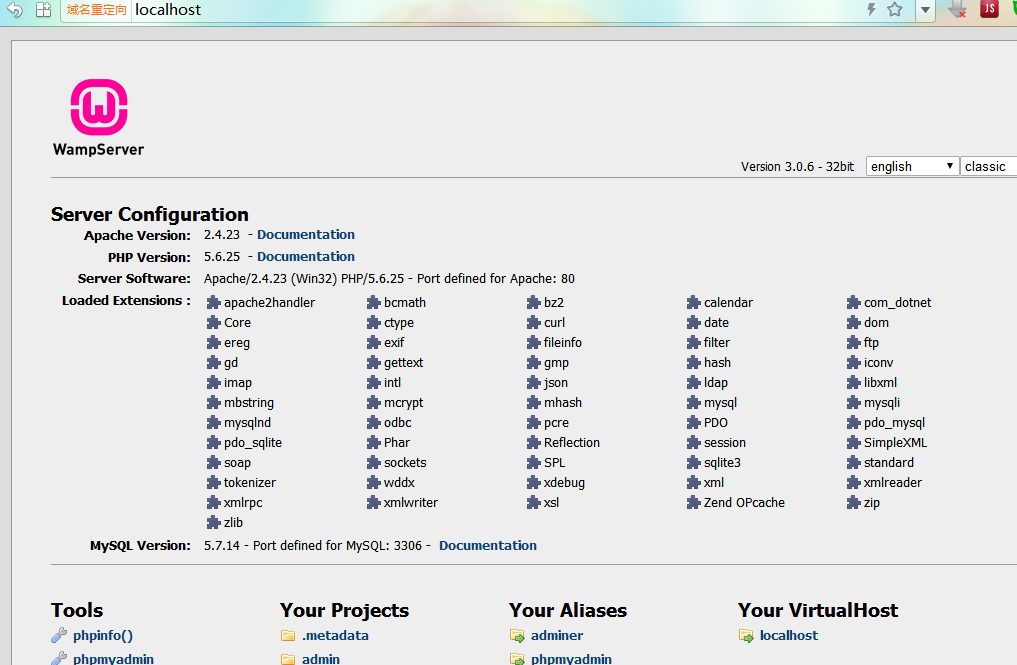 域名重定向 localhost
JS
W
WampServer
Version 3.0.6 - 32bit english classic
Server Configuration
Apache Version: 2.4.23 - Documentation
PHP Version: 5.6.25 - Documentation
Server Software: Apache/2.4.23 (Win32) PHP/5.6.25 - Port defined for Apache: 80
Loaded Extensions : apache2handler bcmath bz2 calendar com_dotnet
Core ctype curl date dom
ereg exif fileinfo filter ftp
gd gettext gmp hash iconv
imap intl json ldap libxml
mbstring mcrypt mhash mysql mysqli
mysqlnd odbc pcre PDO pdo_mysql
pdo_sqlite Phar Reflection session SimpleXML
soap sockets SPL sqlite3 standard
tokenizer wddx xdebug xml xmlreader
xmlrpc xmlwriter xsl Zend OPcache zip
zlib
MySQL Version: 5.7.14 - Port defined for MySQL: 3306 - Documentation
Tools Your Projects Your Aliases Your VirtualHost
phpinfo() .metadata adminer localhost
phpmyadmin admin phpmyadmin